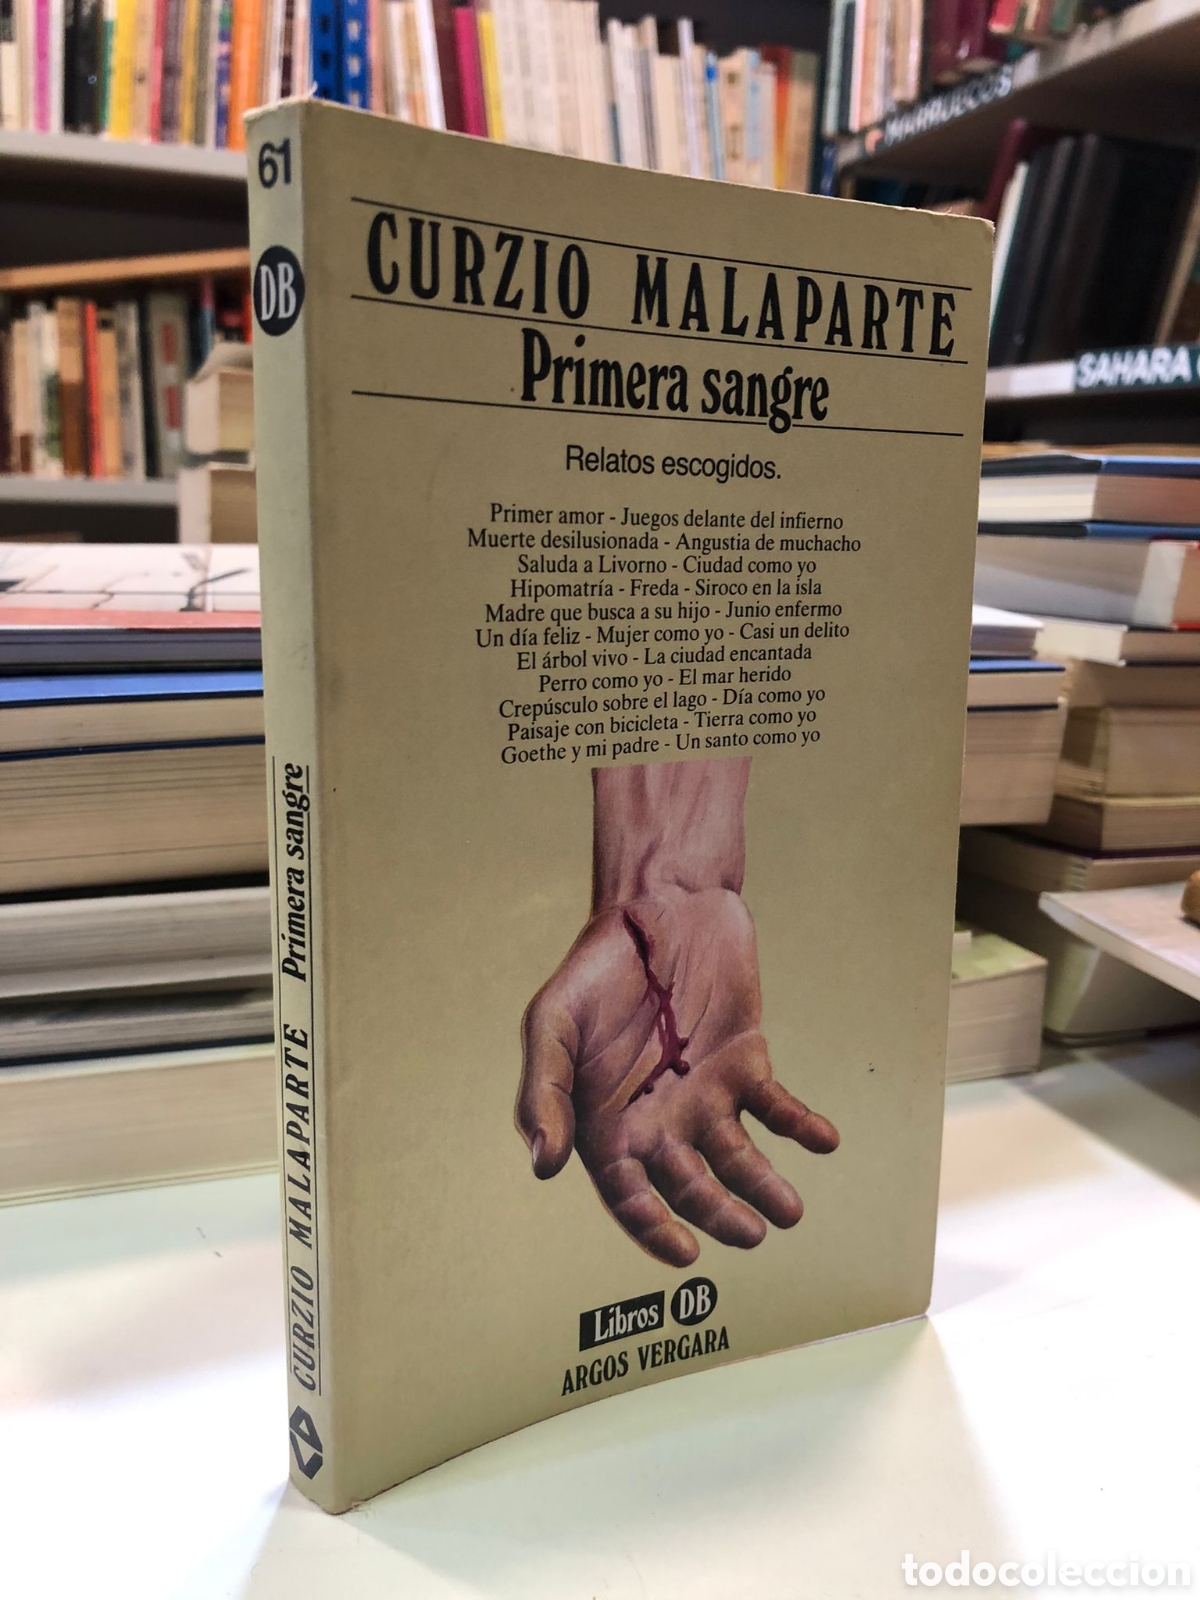 MARRUECOS
SAHARA
61
DB
CURZIO MALAPARTE Primera sangre
CURZIO MALAPARTE
Primera sangre
Relatos escogidos.
Primer amor - Juegos delante del infierno
Muerte desilusionada - Angustia de muchacho
Saluda a Livorno - Ciudad como yo
Hipomatría - Freda - Siroco en la isla
Madre que busca a su hijo - Junio enfermo
Un día feliz - Mujer como yo - Casi un delito
El árbol vivo - La ciudad encantada
Perro como yo - El mar herido
Crepúsculo sobre el lago - Día como yo
Paisaje con bicicleta - Tierra como yo
Goethe y mi padre - Un santo como yo
Libros DB
ARGOS VERGARA
todocoleccion